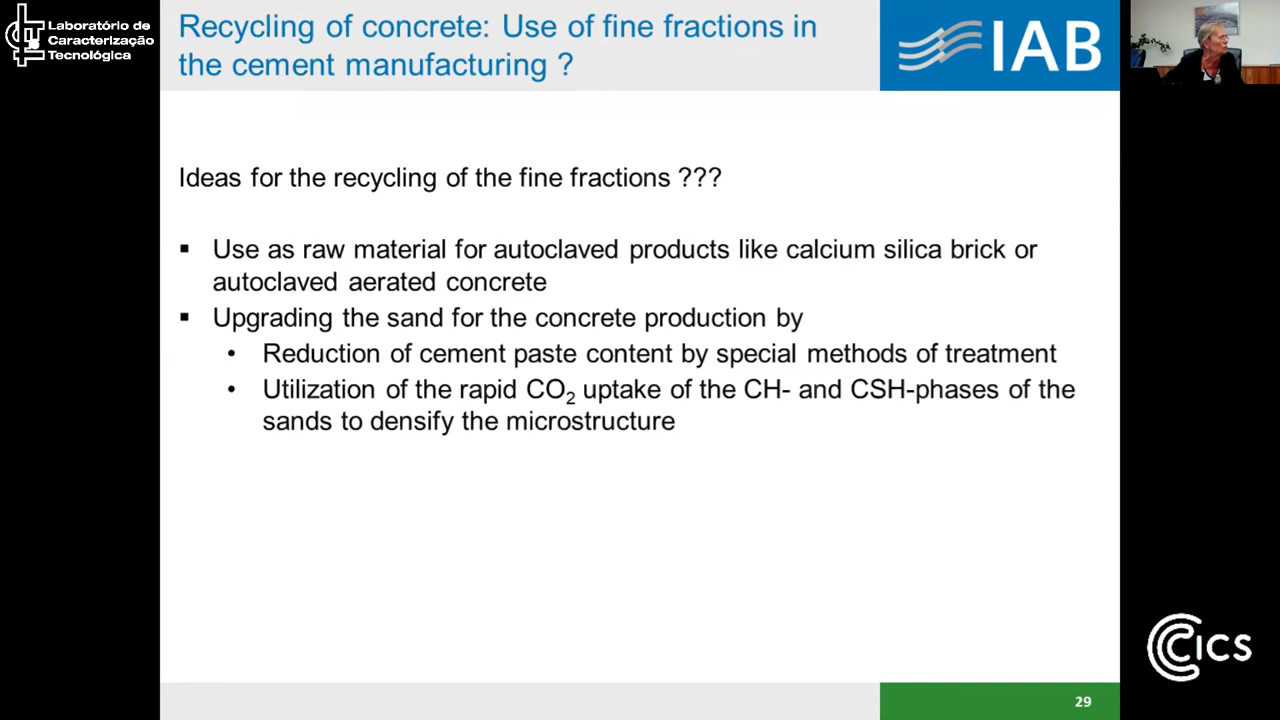 Laboratório de
Caracterização
Tecnológica
Recycling of concrete: Use of fine fractions in
the cement manufacturing ?
IAB
Ideas for the recycling of the fine fractions ???
▪ Use as raw material for autoclaved products like calcium silica brick or
autoclaved aerated concrete
▪ Upgrading the sand for the concrete production by
• Reduction of cement paste content by special methods of treatment
• Utilization of the rapid CO₂ uptake of the CH- and CSH-phases of the
sands to densify the microstructure
CICS
29